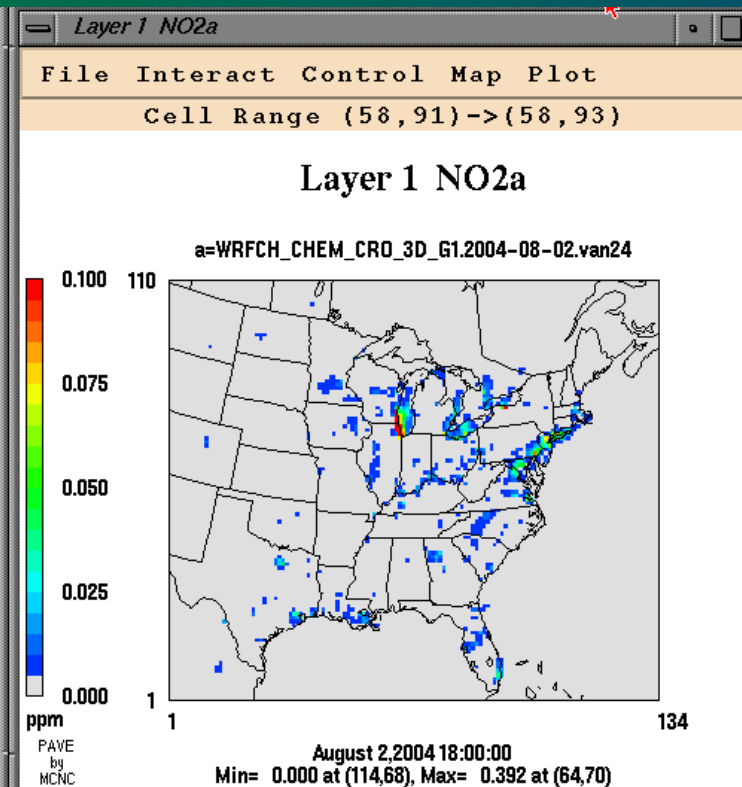 Layer 1 NO2a
File Interact Control Map Plot
Cell Range (58,91)->(58,93)
Layer 1 NO2a
a=WRFCH_CHEM_CRO_3D_G1.2004-08-02.van24
0.100
0.075
0.050
0.025
0.000
ppm
PAVE
by
MCNC
110
1
1 134
August 2,2004 18:00:00
Min= 0.000 at (114,68), Max= 0.392 at (64,70)